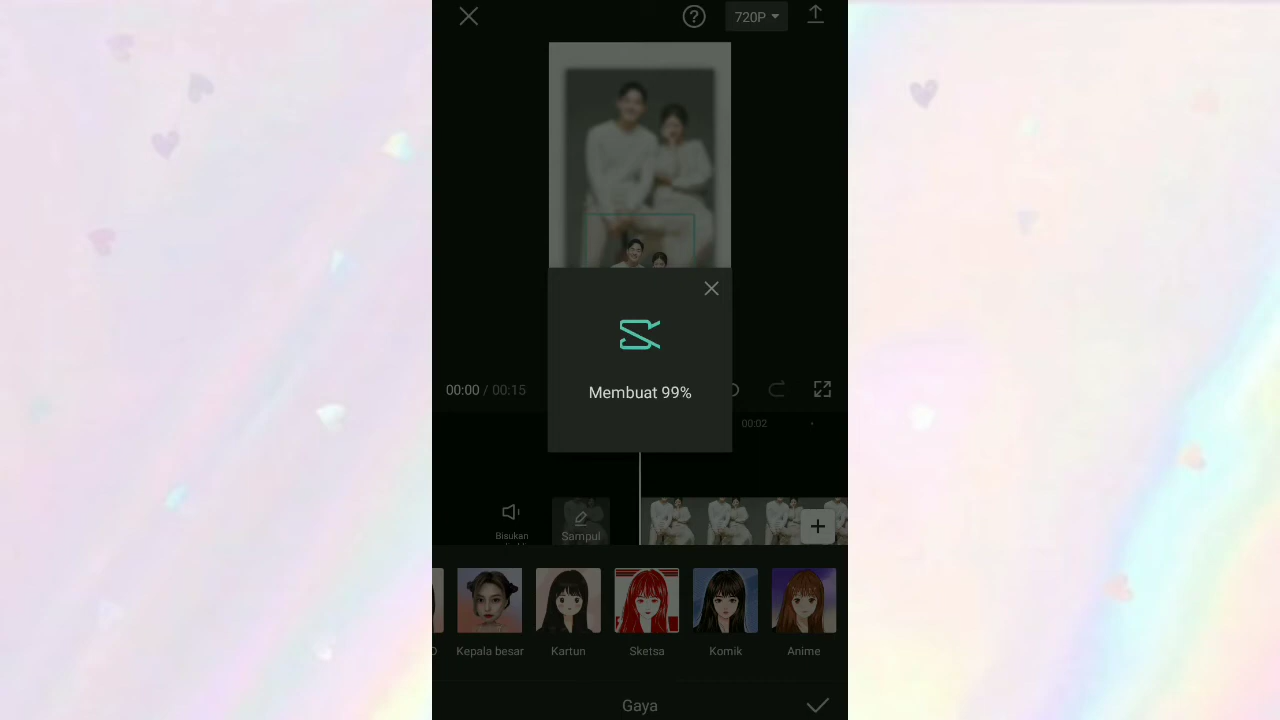 720P
Membuat 99%
00:00 / 00:15
00:02
Bisukan
Sampul
Kepala besar
Kartun
Sketsa
Komik
Anime
Gaya